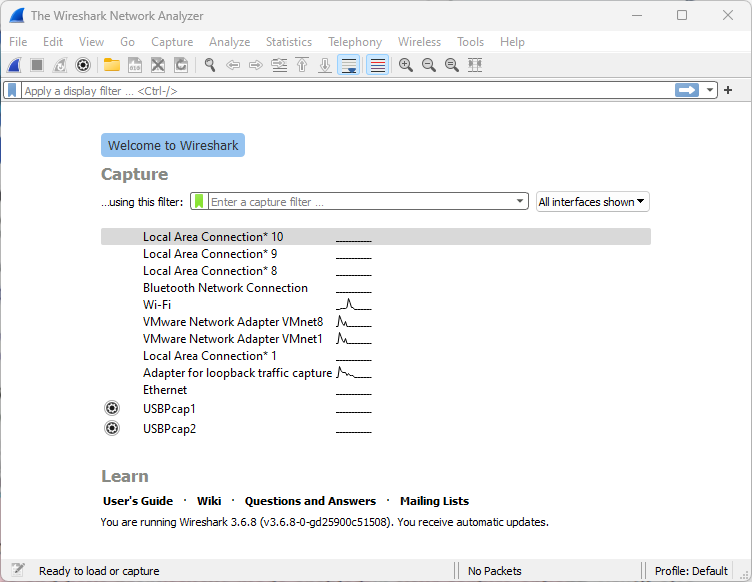 The Wireshark Network Analyzer
File Edit View Go Capture Analyze Statistics Telephony Wireless Tools Help
Apply a display filter ... <Ctrl-/>
Welcome to Wireshark
Capture
...using this filter: Enter a capture filter ... All interfaces shown
Local Area Connection* 10
Local Area Connection* 9
Local Area Connection* 8
Bluetooth Network Connection
Wi-Fi
VMware Network Adapter VMnet8
VMware Network Adapter VMnet1
Local Area Connection* 1
Adapter for loopback traffic capture
Ethernet
USBPcap1
USBPcap2
Learn
User's Guide · Wiki · Questions and Answers · Mailing Lists
You are running Wireshark 3.6.8 (v3.6.8-0-gd25900c51508). You receive automatic updates.
Ready to load or capture No Packets Profile: Default